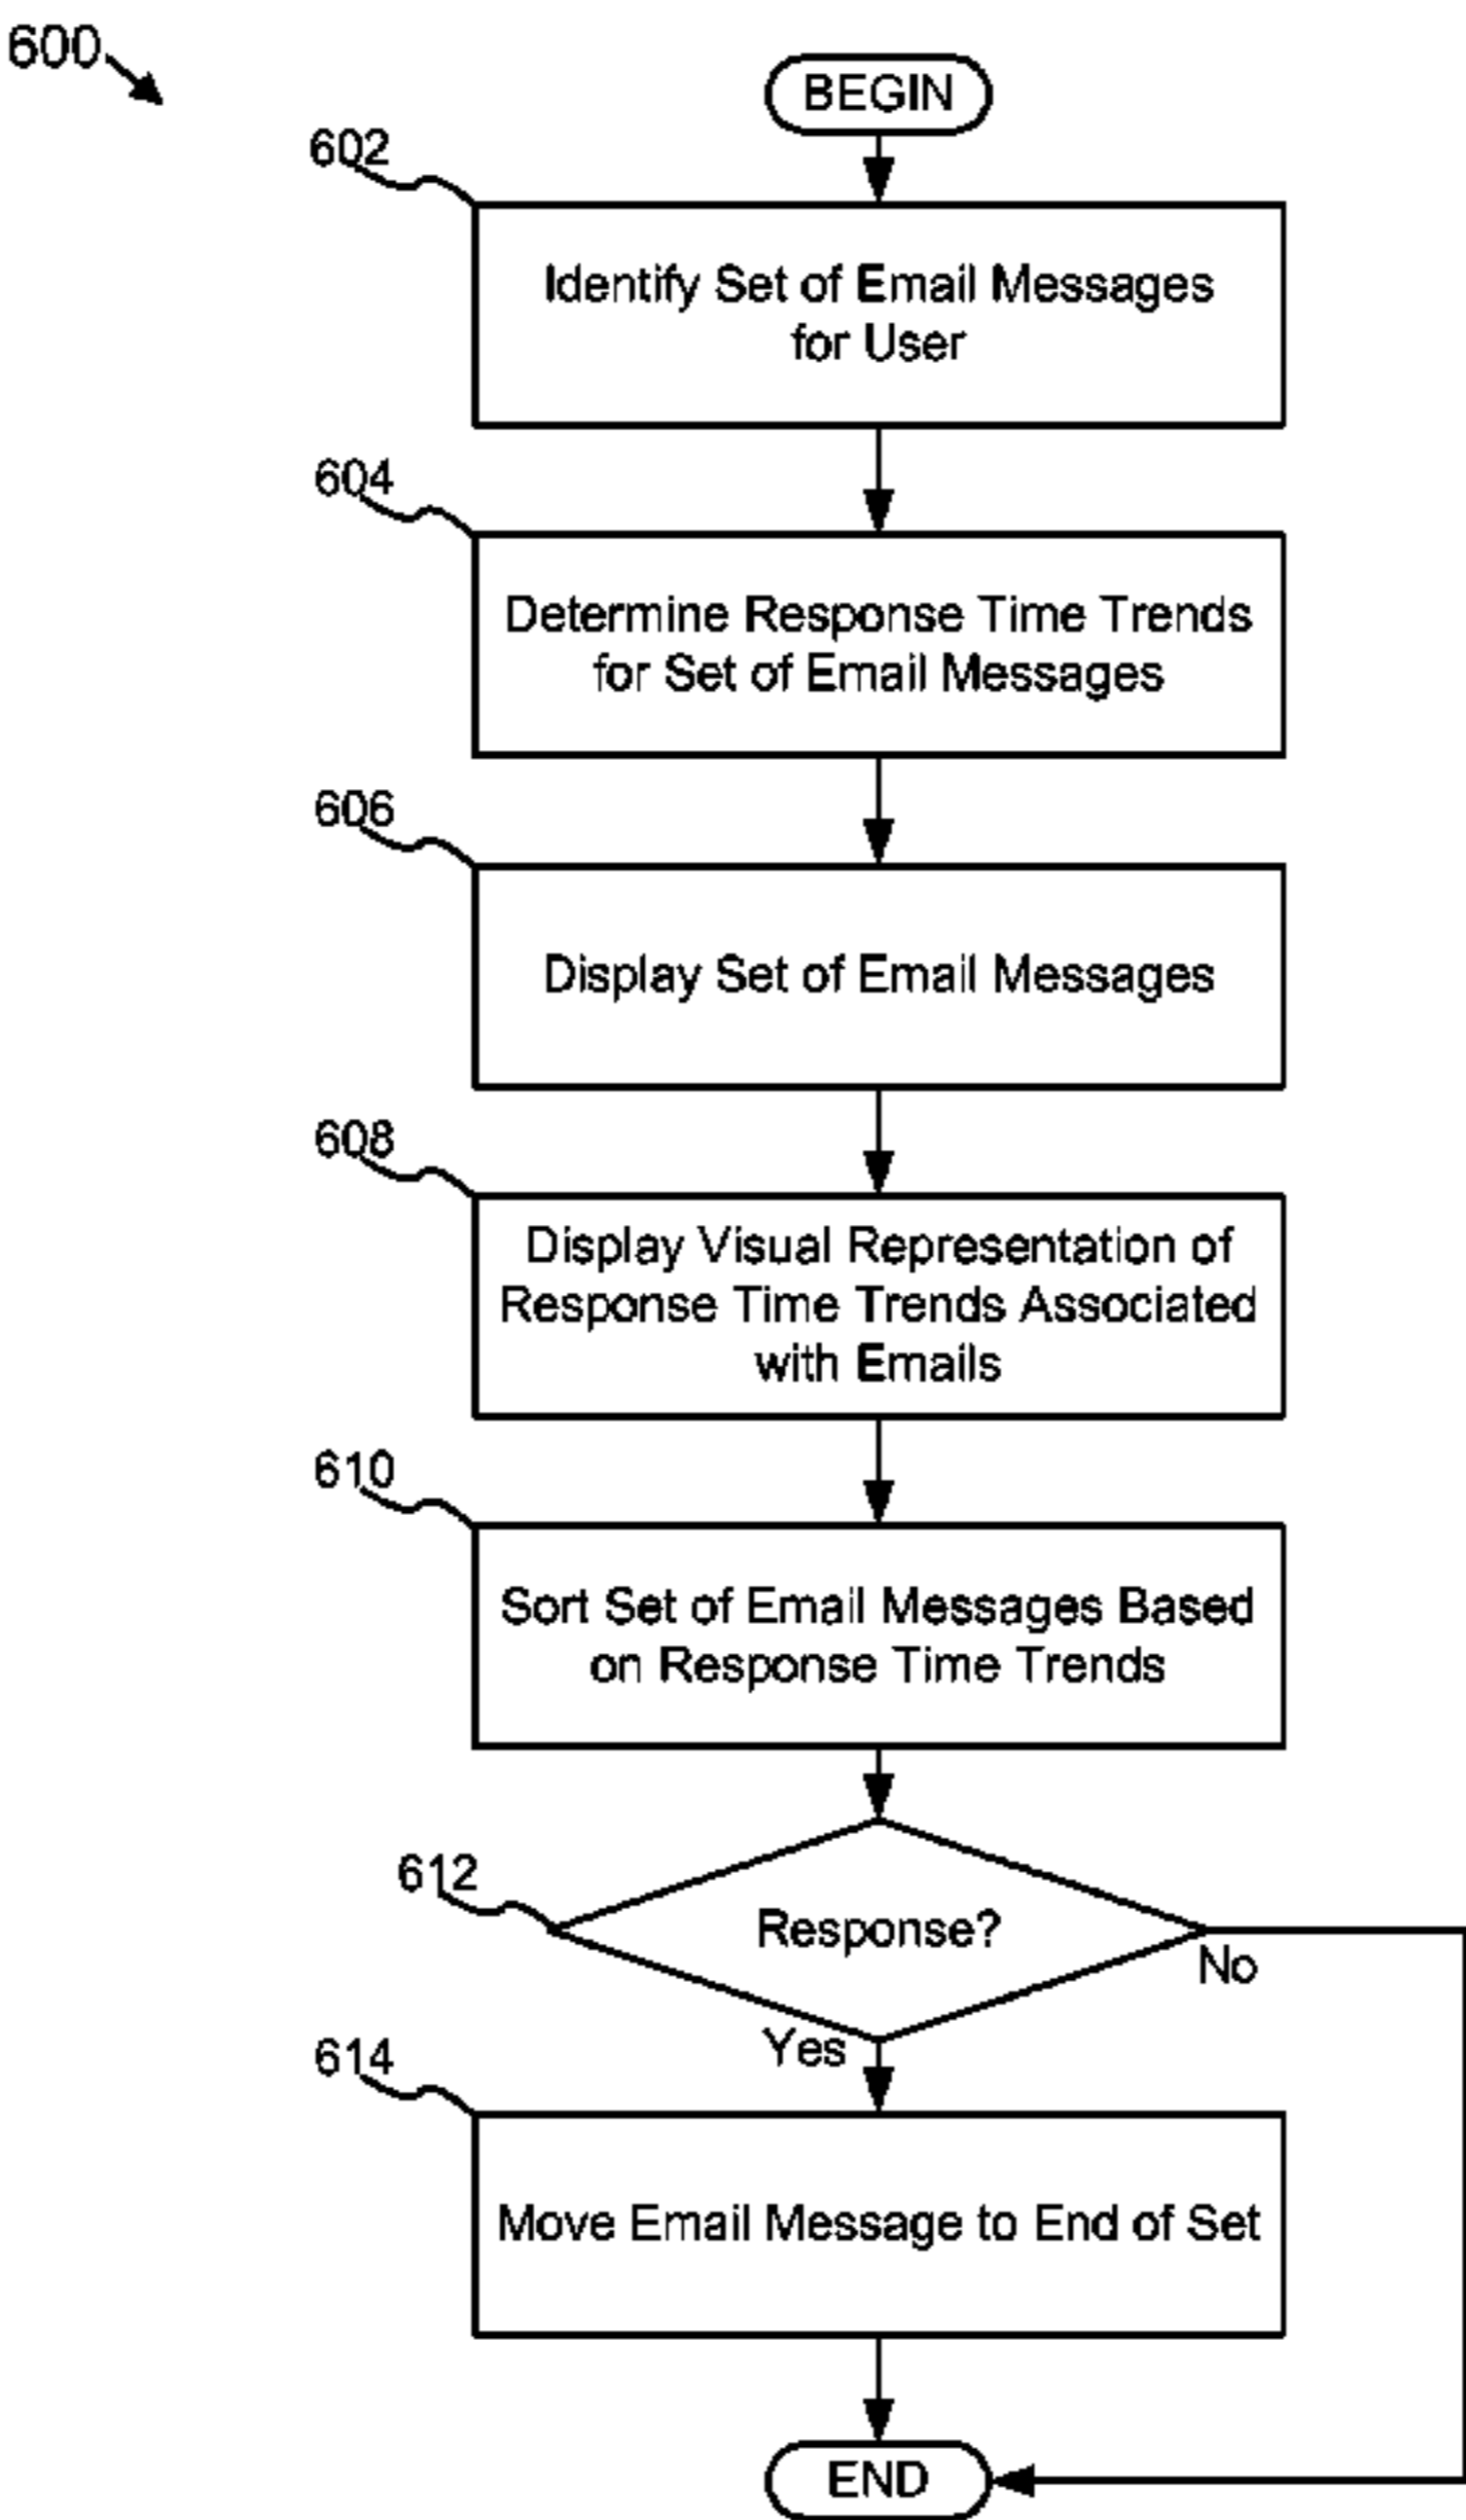 600
BEGIN
602
Identify Set of Email Messages
for User
604
Determine Response Time Trends
for Set of Email Messages
606
Display Set of Email Messages
608
Display Visual Representation of
Response Time Trends Associated
with Emails
610
Sort Set of Email Messages Based
on Response Time Trends
612
Response?
No
Yes
614
Move Email Message to End of Set
END